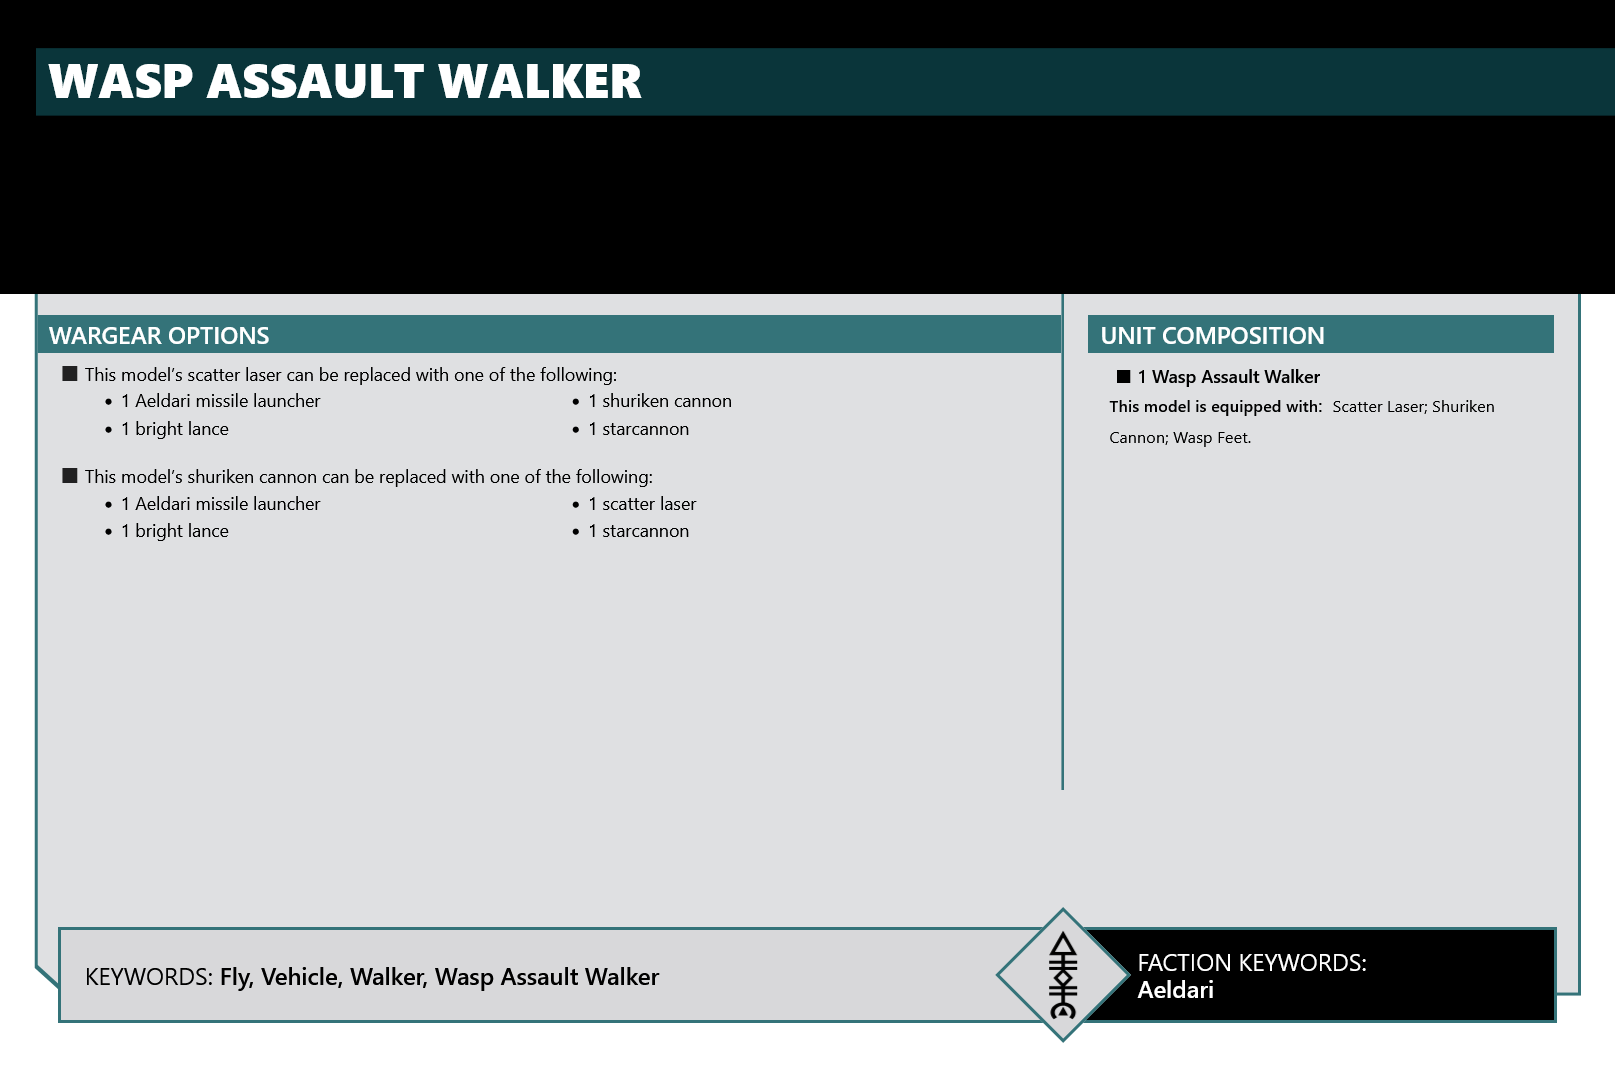 WASP ASSAULT WALKER
WARGEAR OPTIONS
■ This model's scatter laser can be replaced with one of the following:
• 1 Aeldari missile launcher
• 1 bright lance
• 1 shuriken cannon
• 1 starcannon
■ This model's shuriken cannon can be replaced with one of the following:
• 1 Aeldari missile launcher
• 1 bright lance
• 1 scatter laser
• 1 starcannon
UNIT COMPOSITION
■ 1 Wasp Assault Walker
This model is equipped with: Scatter Laser; Shuriken
Cannon; Wasp Feet.
KEYWORDS: Fly, Vehicle, Walker, Wasp Assault Walker
FACTION KEYWORDS:
Aeldari